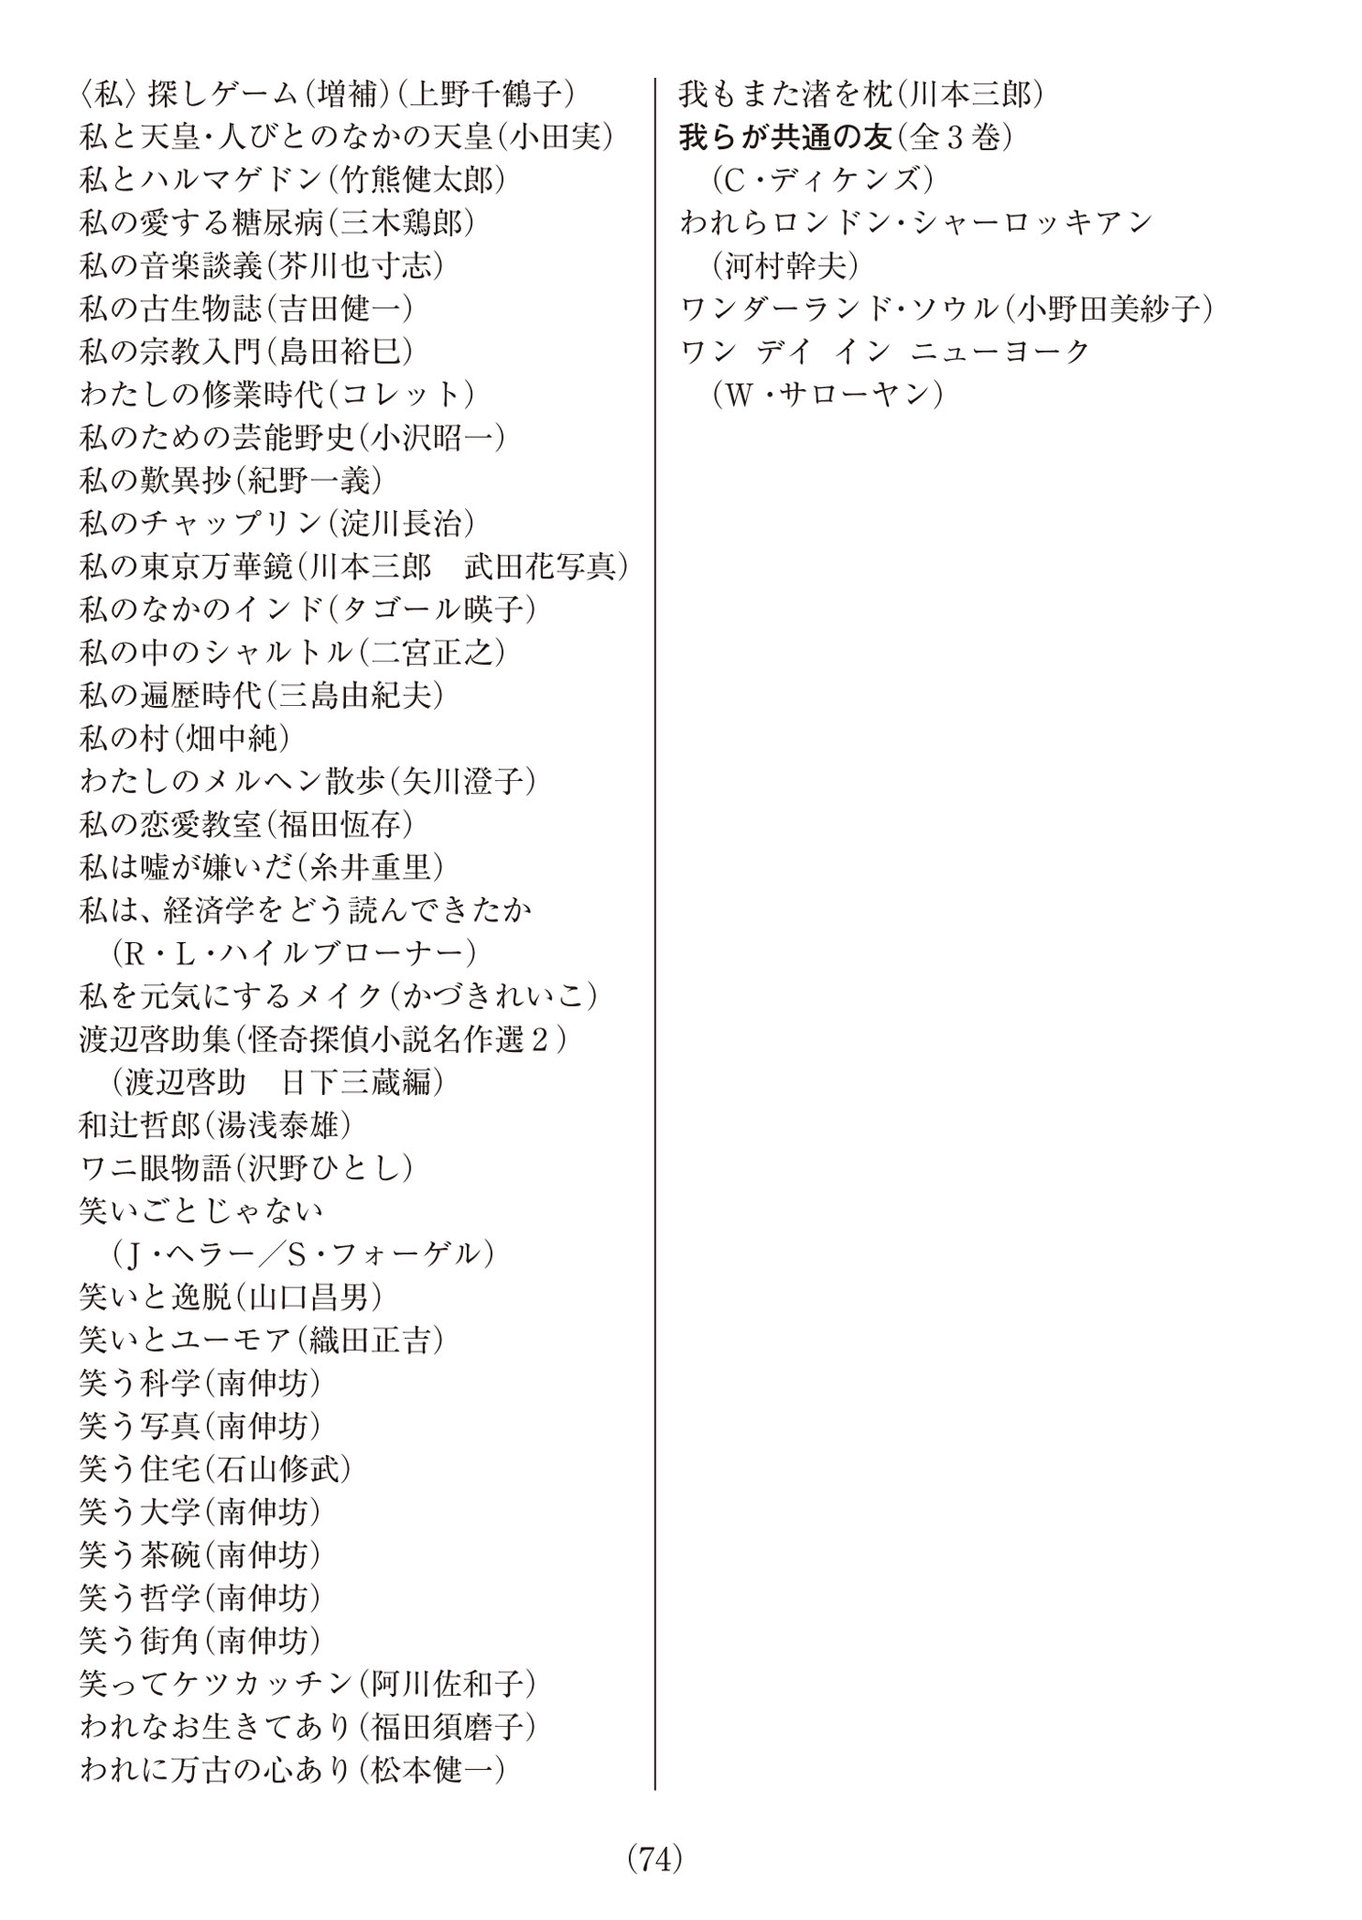 〈私〉探しゲーム(増補)(上野千鶴子)
私と天皇・人びとのなかの天皇(小田実)
私とハルマゲドン(竹熊健太郎)
私の愛する糖尿病(三木鶏郎)
私の音楽談義(芥川也寸志)
私の古生物誌(吉田健一)
私の宗教入門(島田裕巳)
わたしの修業時代(コレット)
私のための芸能野史(小沢昭一)
私の歎異抄(紀野一義)
私のチャップリン(淀川長治)
私の東京万華鏡(川本三郎　武田花写真)
私のなかのインド(タゴール暎子)
私の中のシャルトル(二宮正之)
私の遍歴時代(三島由紀夫)
私の村(畑中純)
わたしのメルヘン散歩(矢川澄子)
私の恋愛教室(福田恆存)
私は嘘が嫌いだ(糸井重里)
私は、経済学をどう読んできたか
(R・L・ハイルブローナー)
私を元気にするメイク(かづきれいこ)
渡辺啓助集(怪奇探偵小説名作選２)
(渡辺啓助　日下三蔵編)
和辻哲郎(湯浅泰雄)
ワニ眼物語(沢野ひとし)
笑いごとじゃない
(J・ヘラー／S・フォーゲル)
笑いと逸脱(山口昌男)
笑いとユーモア(織田正吉)
笑う科学(南伸坊)
笑う写真(南伸坊)
笑う住宅(石山修武)
笑う大学(南伸坊)
笑う茶碗(南伸坊)
笑う哲学(南伸坊)
笑う街角(南伸坊)
笑ってケツカッチン(阿川佐和子)
われなお生きてあり(福田須磨子)
われに万古の心あり(松本健一)
我もまた渚を枕(川本三郎)
我らが共通の友(全３巻)
(C・ディケンズ)
われらロンドン・シャーロッキアン
(河村幹夫)
ワンダーランド・ソウル(小野田美紗子)
ワン デイ イン ニューヨーク
(W・サローヤン)
(74)